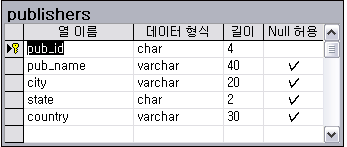 publishers
열 이름 데이터 형식 길이 Null 허용
pub_id char 4
pub_name varchar 40 ✓
city varchar 20 ✓
state char 2 ✓
country varchar 30 ✓